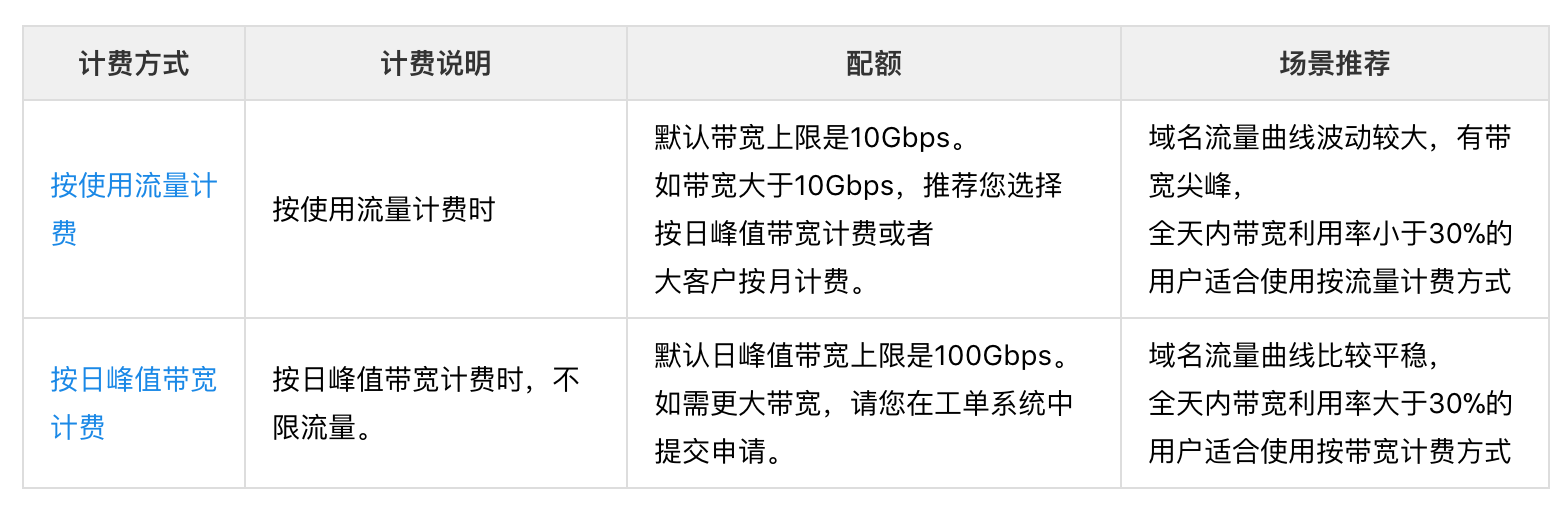 计费方式
计费说明
配额
场景推荐
按使用流量计
费
按使用流量计费时
默认带宽上限是10Gbps。
如带宽大于10Gbps，推荐您选择
按日峰值带宽计费或者
大客户按月计费。
域名流量曲线波动较大，有带
宽尖峰，
全天内带宽利用率小于30%的
用户适合使用按流量计费方式
按日峰值带宽
计费
按日峰值带宽计费时，不
限流量。
默认日峰值带宽上限是100Gbps。
如需更大带宽，请您在工单系统中
提交申请。
域名流量曲线比较平稳，
全天内带宽利用率大于30%的
用户适合使用按带宽计费方式